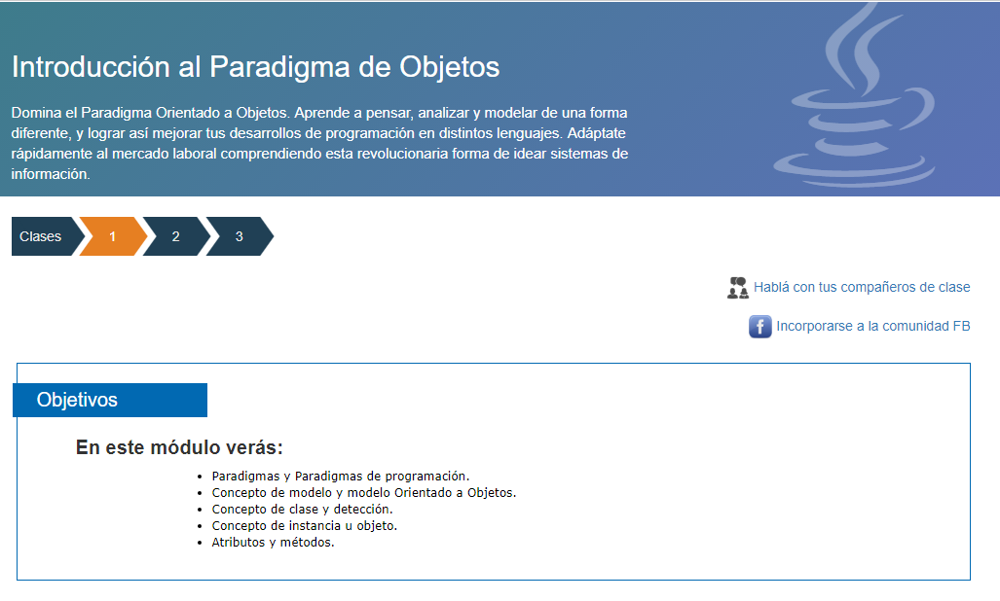 Introducción al Paradigma de Objetos
Domina el Paradigma Orientado a Objetos. Aprende a pensar, analizar y modelar de una forma
diferente, y lograr así mejorar tus desarrollos de programación en distintos lenguajes. Adáptate
rápidamente al mercado laboral comprendiendo esta revolucionaria forma de idear sistemas de
información.
Clases 1 2 3
Hablá con tus compañeros de clase
f Incorporarse a la comunidad FB
Objetivos
En este módulo verás:
• Paradigmas y Paradigmas de programación.
• Concepto de modelo y modelo Orientado a Objetos.
• Concepto de clase y detección.
• Concepto de instancia u objeto.
• Atributos y métodos.